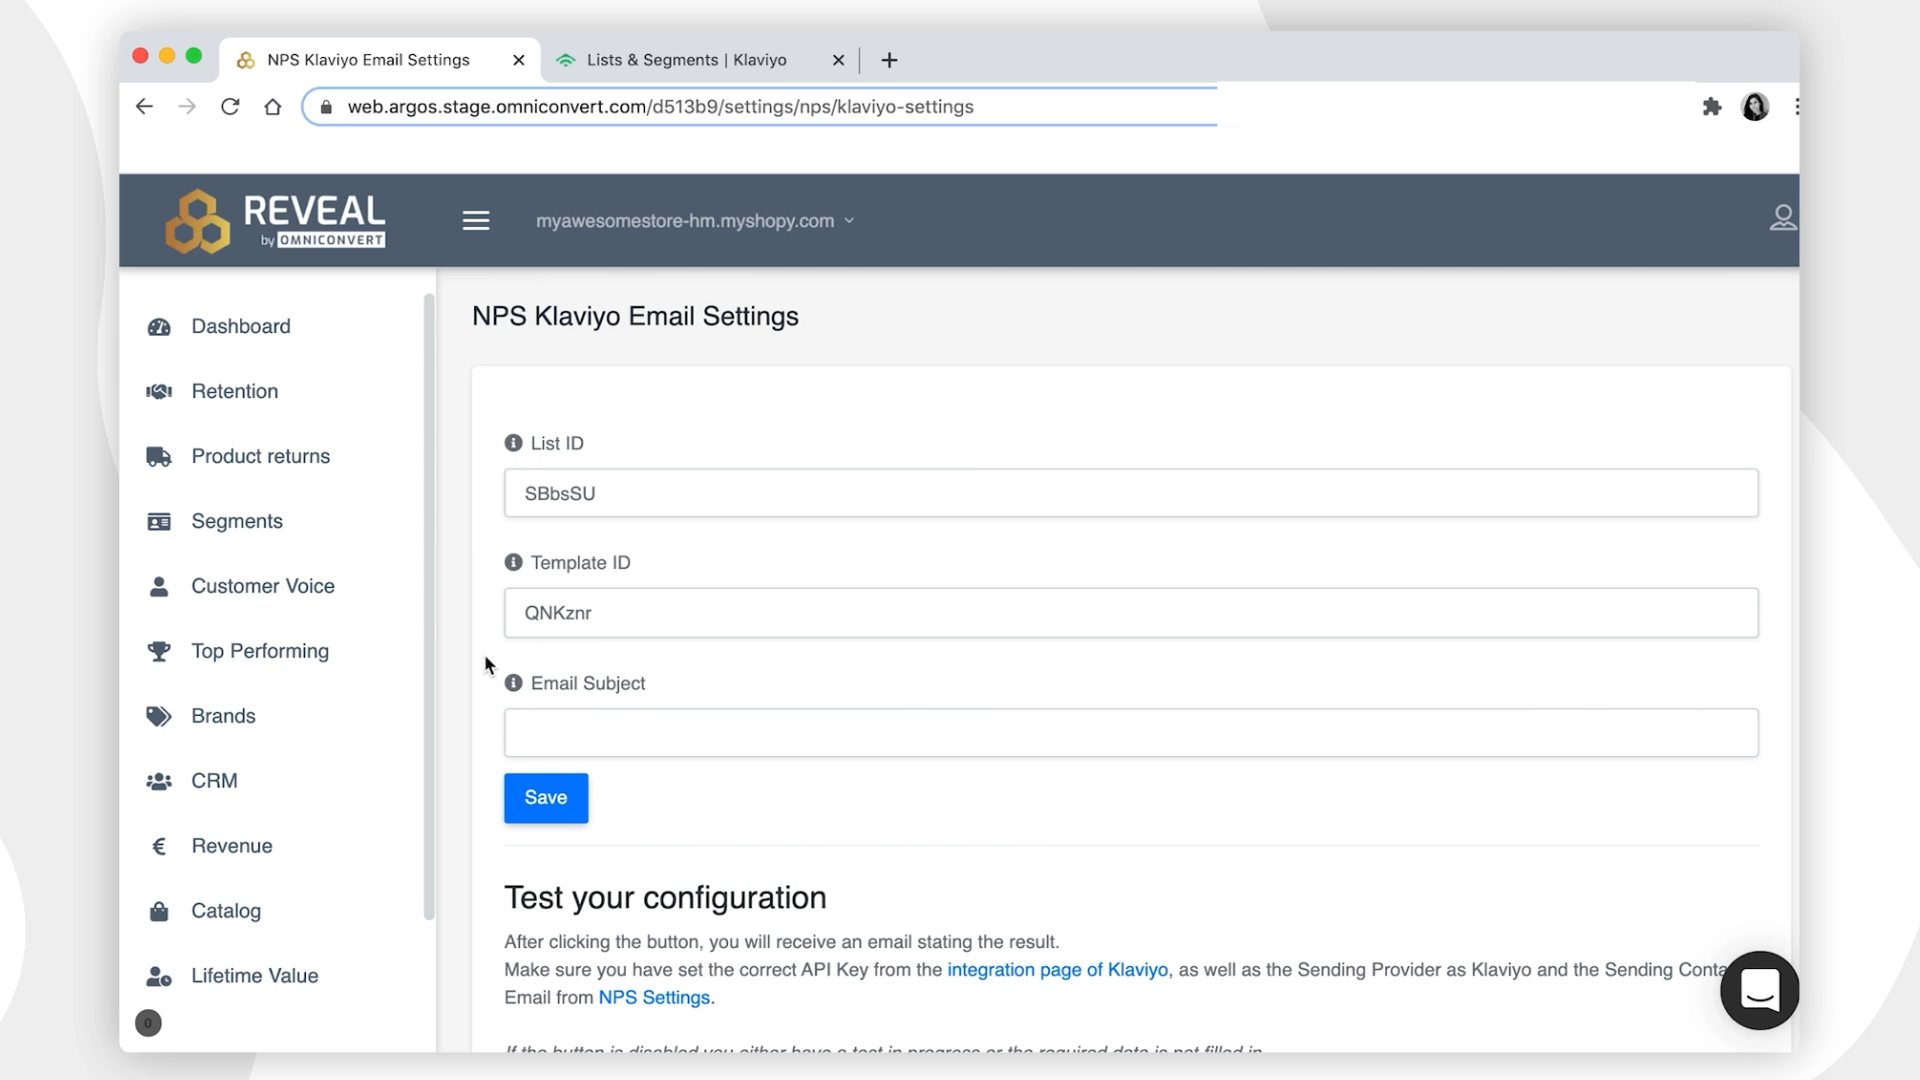 NPS Klaviyo Email Settings
Lists & Segments | Klaviyo
web.argos.stage.omniconvert.com/d513b9/settings/nps/klaviyo-settings
REVEAL
by OMNICONVERT
myawesomestore-hm.myshopy.com
Dashboard
Retention
Product returns
Segments
Customer Voice
Top Performing
Brands
CRM
Revenue
Catalog
Lifetime Value
0
NPS Klaviyo Email Settings
List ID
SBbsSU
Template ID
QNKznr
Email Subject
Save
Test your configuration
After clicking the button, you will receive an email stating the result.
Make sure you have set the correct API Key from the integration page of Klaviyo, as well as the Sending Provider as Klaviyo and the Sending Conta
Email from NPS Settings.
If the button is disabled you either have a test in progress or the required data is not filled in